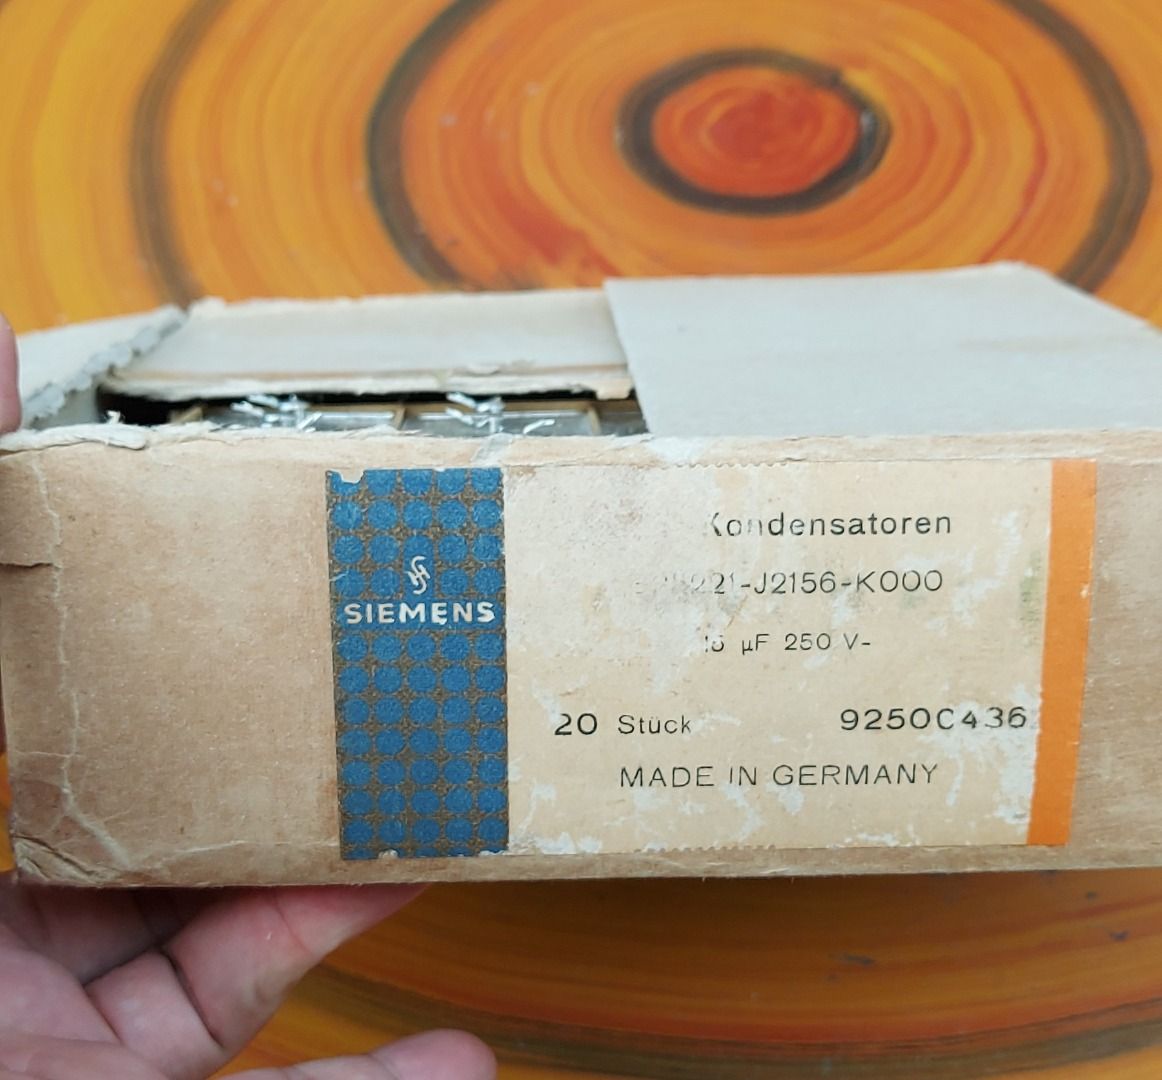 SIEMENS
Kondensatoren
221-J2156-K000
µF 250 V-
20 Stück 9250C436
MADE IN GERMANY